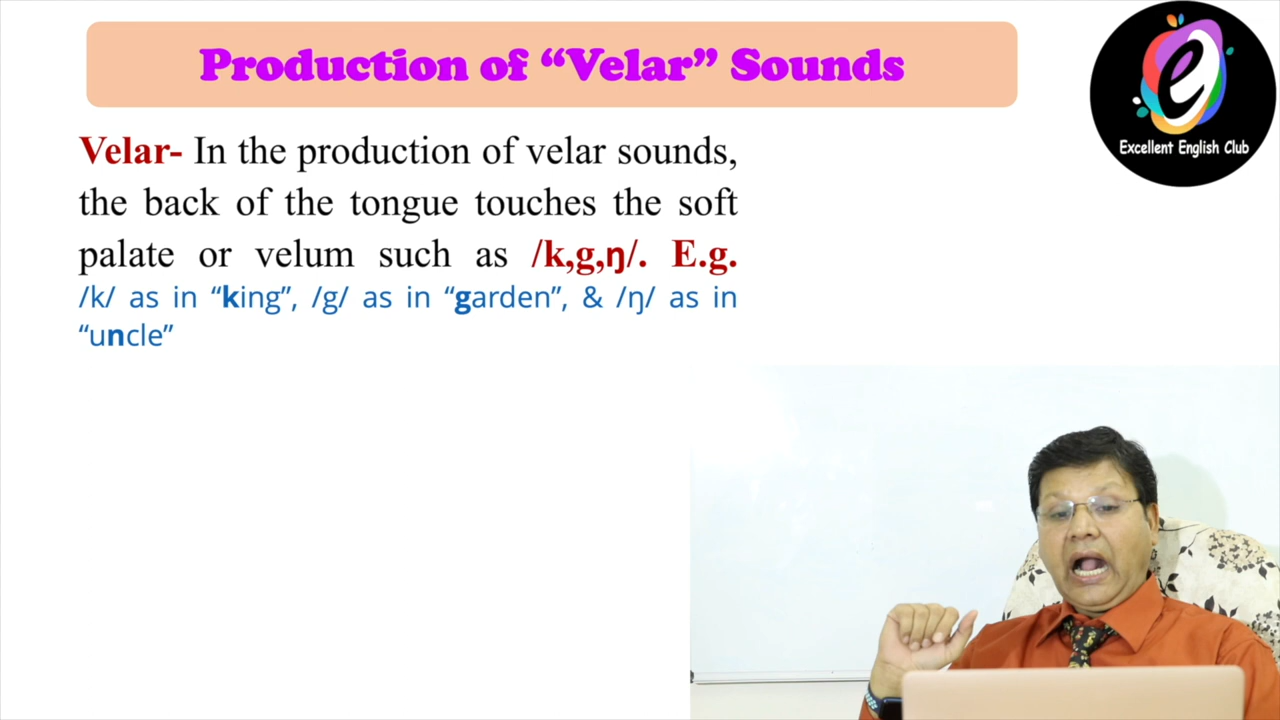 Production of “Velar” Sounds
Excellent English Club
Velar- In the production of velar sounds,
the back of the tongue touches the soft
palate or velum such as /k,g,ŋ/. E.g.
/k/ as in “king”, /g/ as in “garden”, & /ŋ/ as in
“uncle”